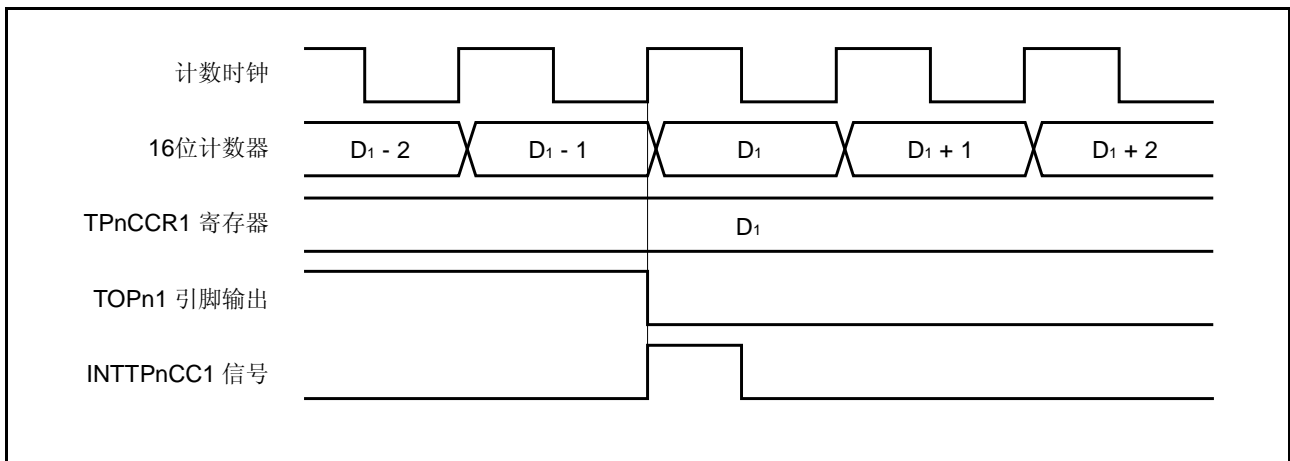 计数时钟
16位计数器 D1 - 2 D1 - 1 D1 D1 + 1 D1 + 2
TPnCCR1 寄存器 D1
TOPn1 引脚输出
INTTPnCC1 信号